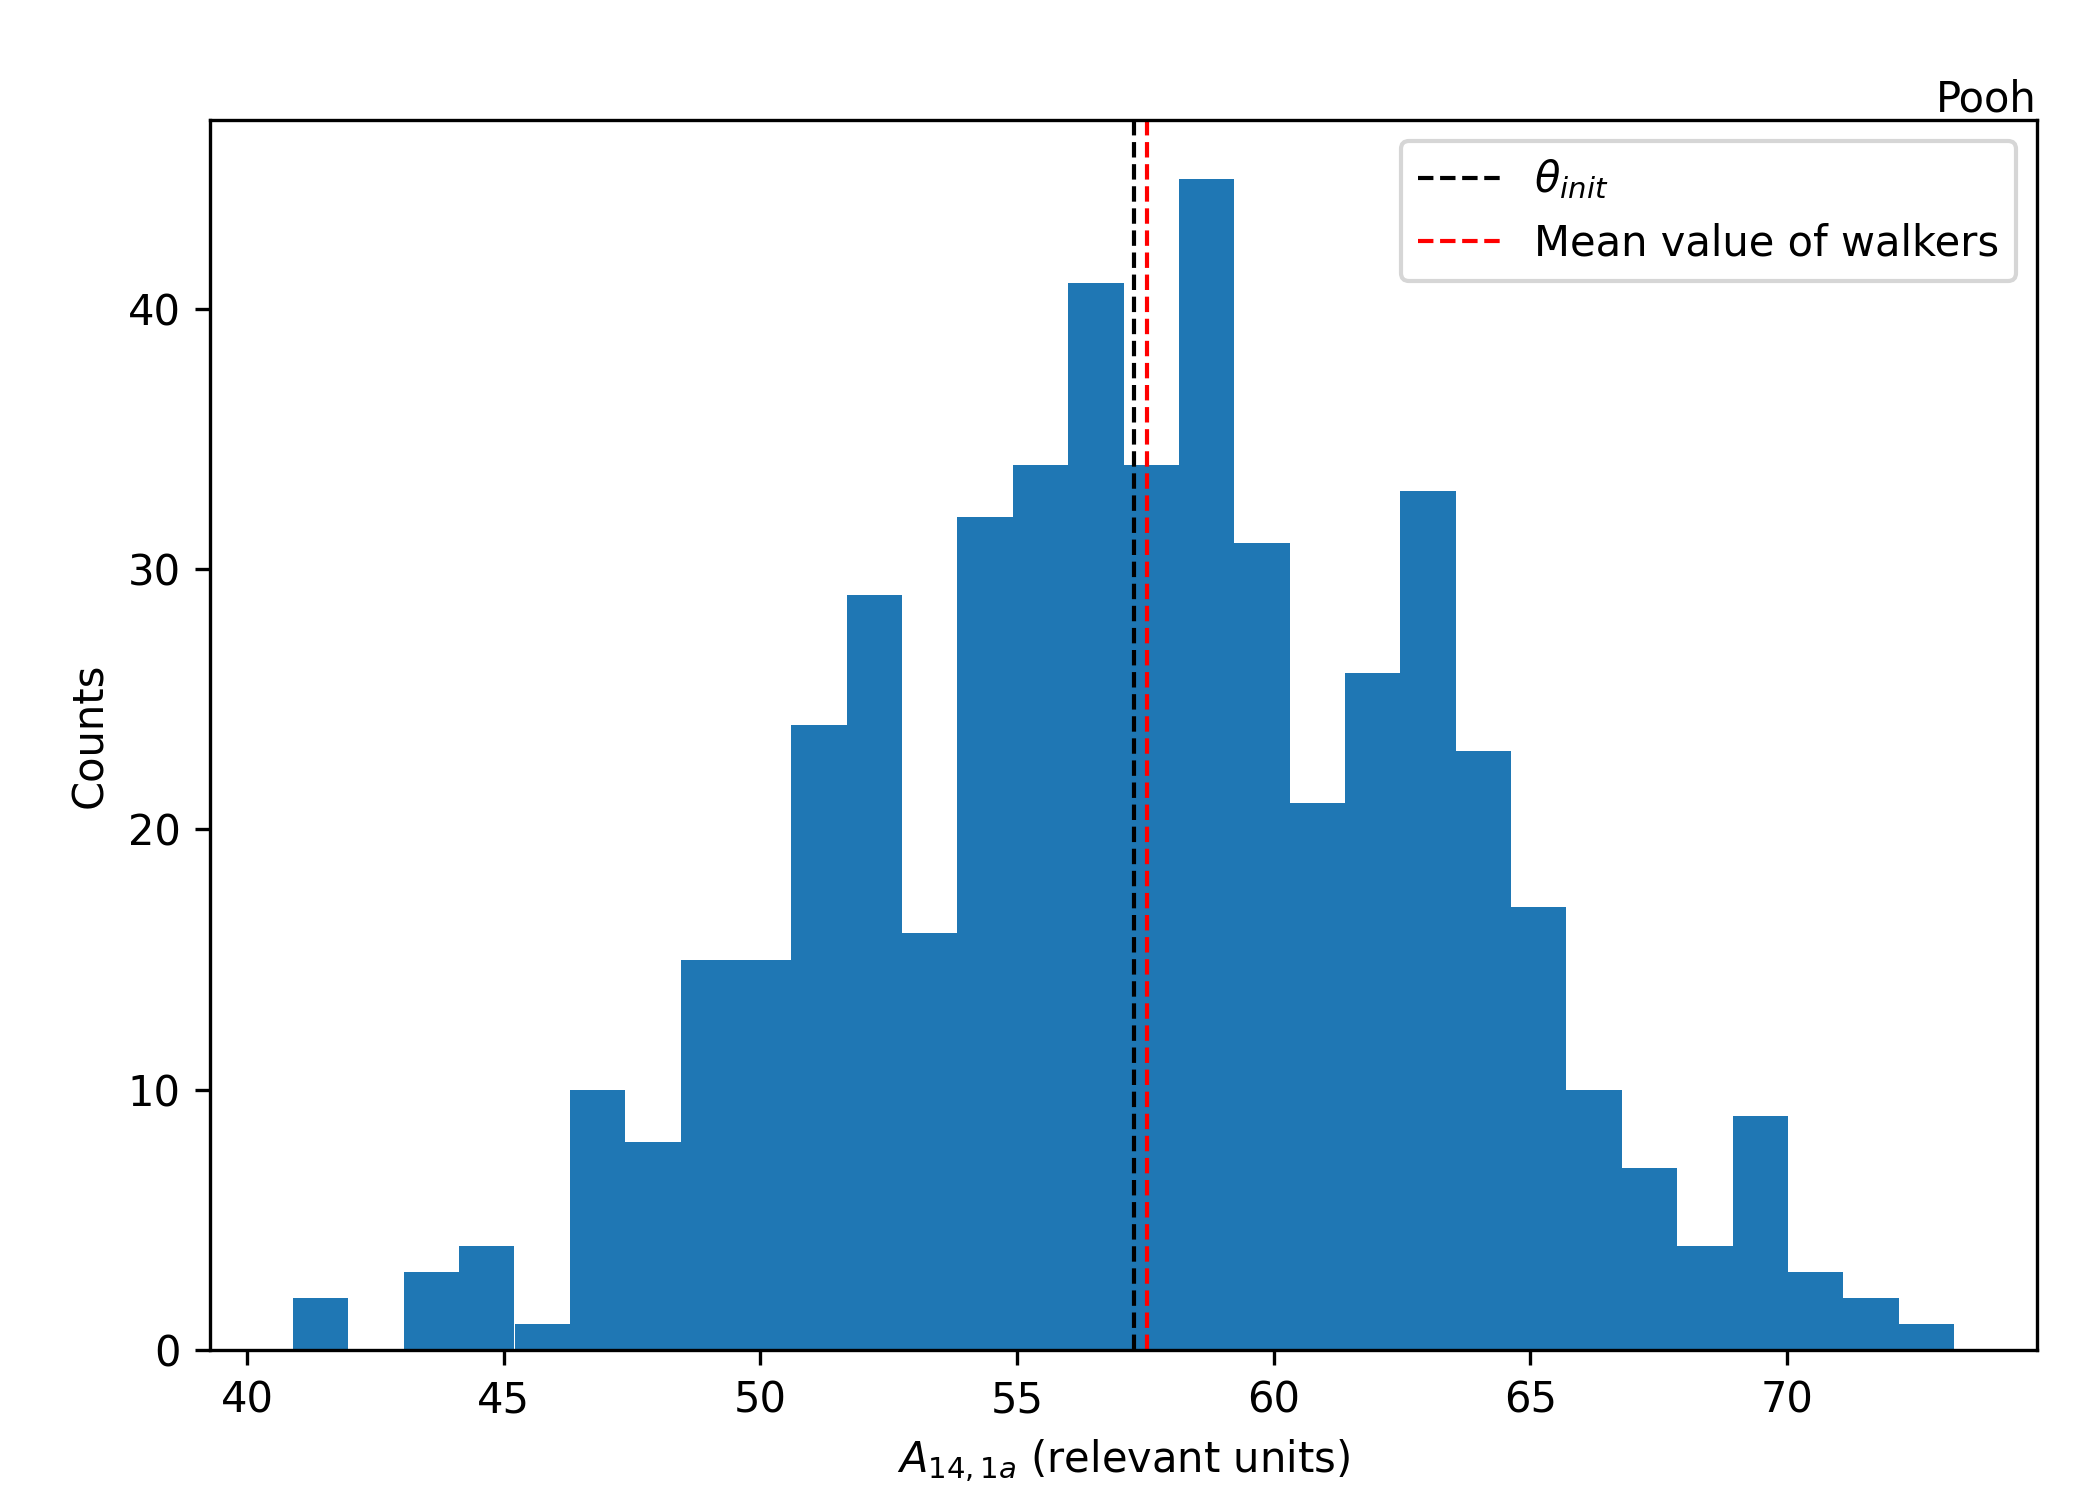 Pooh
θ_init
Mean value of walkers
40
30
20
10
0
Counts
40 45 50 55 60 65 70
A_14,1a (relevant units)